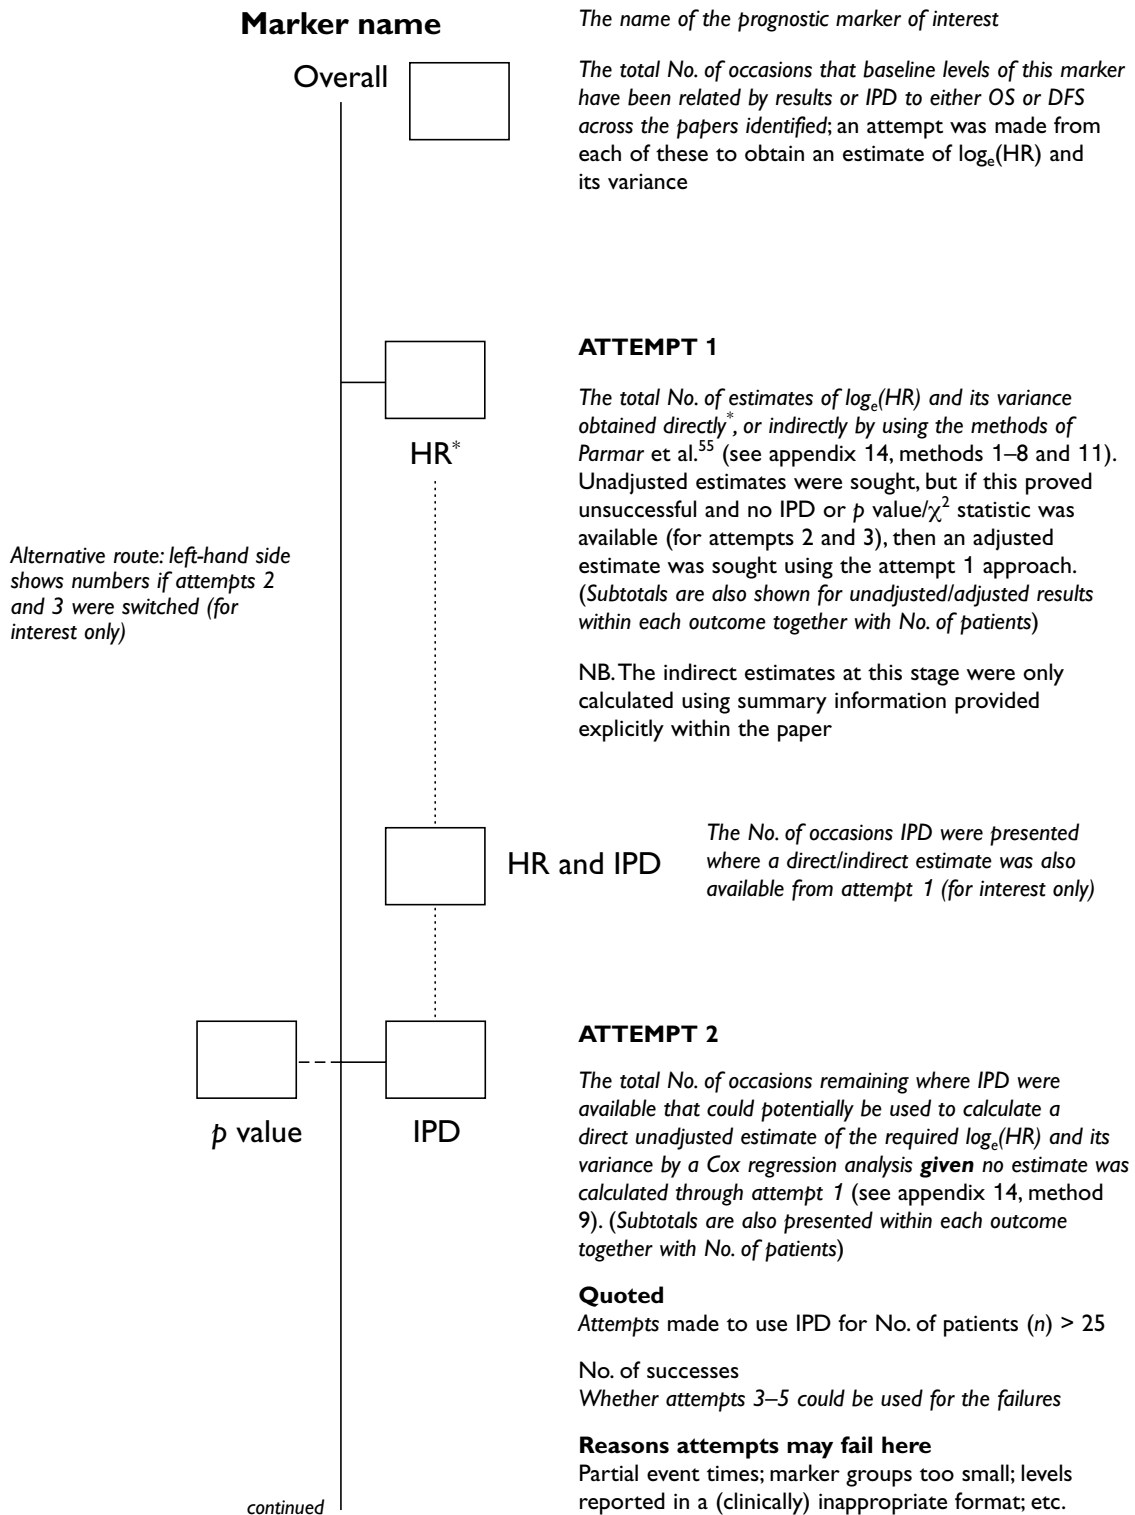 Marker name
The name of the prognostic marker of interest
Overall
The total No. of occasions that baseline levels of this marker
have been related by results or IPD to either OS or DFS
across the papers identified; an attempt was made from
each of these to obtain an estimate of logₑ(HR) and
its variance
ATTEMPT 1
The total No. of estimates of logₑ(HR) and its variance
obtained directly*, or indirectly by using the methods of
Parmar et al.⁵⁵ (see appendix 14, methods 1–8 and 11).
Unadjusted estimates were sought, but if this proved
unsuccessful and no IPD or p value/χ² statistic was
available (for attempts 2 and 3), then an adjusted
estimate was sought using the attempt 1 approach.
(Subtotals are also shown for unadjusted/adjusted results
within each outcome together with No. of patients)
NB. The indirect estimates at this stage were only
calculated using summary information provided
explicitly within the paper
HR*
Alternative route: left-hand side
shows numbers if attempts 2
and 3 were switched (for
interest only)
HR and IPD
The No. of occasions IPD were presented
where a direct/indirect estimate was also
available from attempt 1 (for interest only)
p value
IPD
ATTEMPT 2
The total No. of occasions remaining where IPD were
available that could potentially be used to calculate a
direct unadjusted estimate of the required logₑ(HR) and its
variance by a Cox regression analysis given no estimate was
calculated through attempt 1 (see appendix 14, method
9). (Subtotals are also presented within each outcome
together with No. of patients)
Quoted
Attempts made to use IPD for No. of patients (n) > 25
No. of successes
Whether attempts 3–5 could be used for the failures
Reasons attempts may fail here
Partial event times; marker groups too small; levels
reported in a (clinically) inappropriate format; etc.
continued